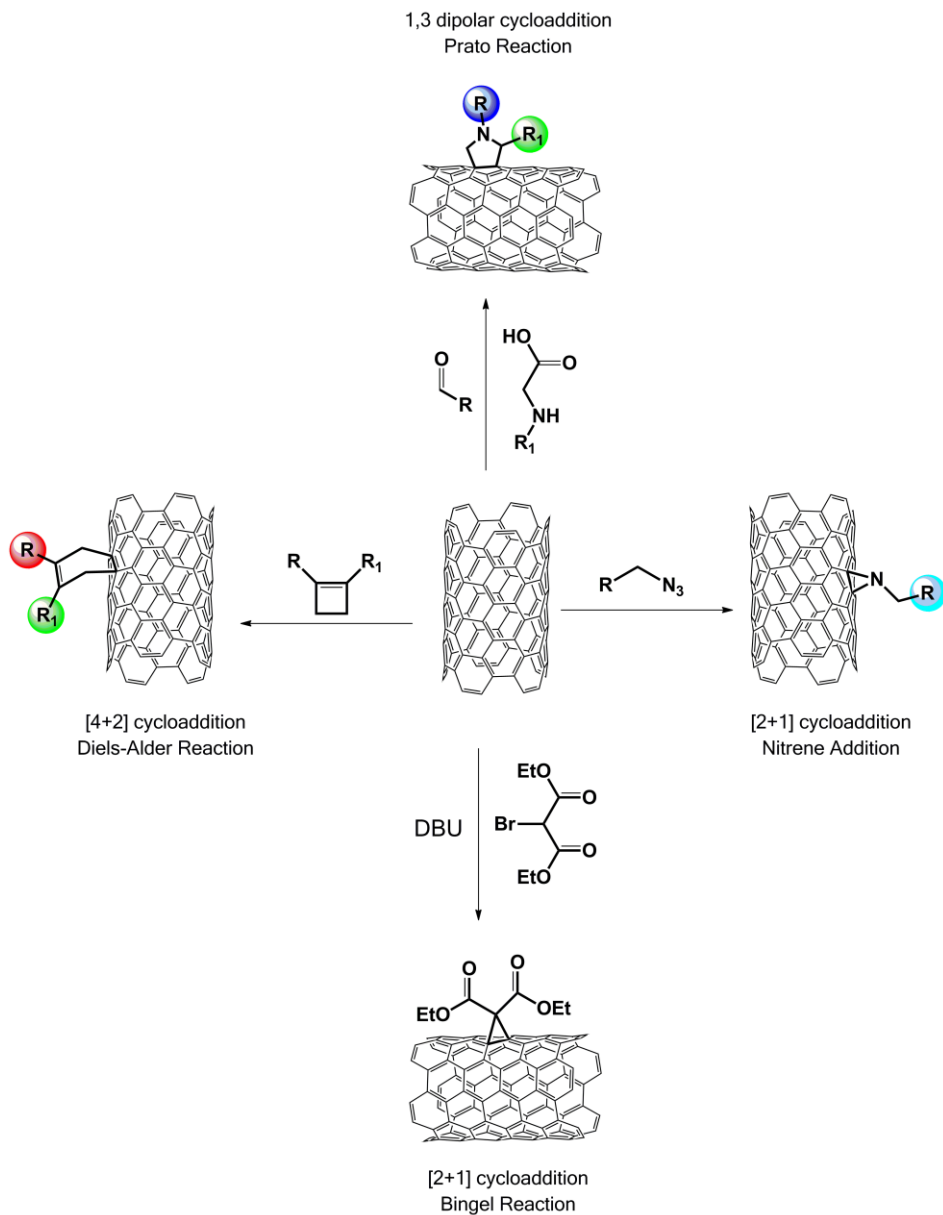 1,3 dipolar cycloaddition
Prato Reaction
R
N
R1
HO
O
O
R
NH
R1
R
R1
R
R1
R
N3
N
R
[4+2] cycloaddition
Diels-Alder Reaction
[2+1] cycloaddition
Nitrene Addition
EtO
O
DBU
Br
O
EtO
O
O
EtO
OEt
[2+1] cycloaddition
Bingel Reaction